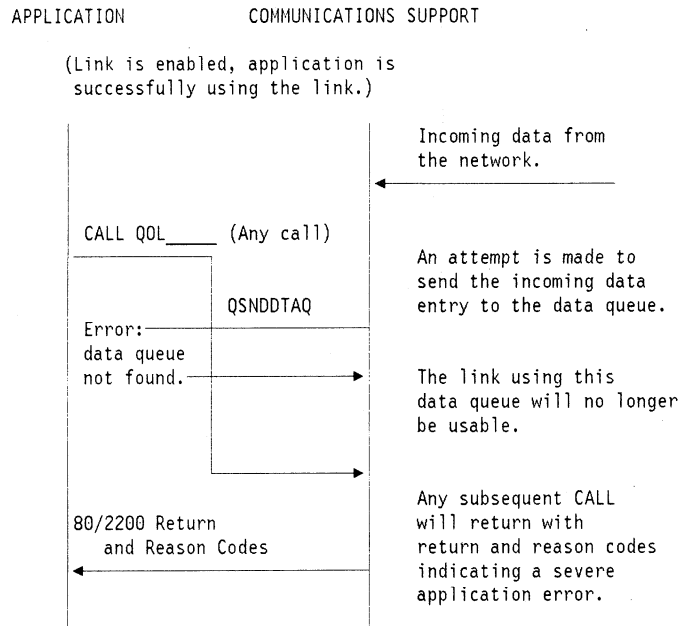 APPLICATION COMMUNICATIONS SUPPORT
(Link is enabled, application is
successfully using the link.)
Incoming data from
the network.
CALL QOL_____ (Any call)
An attempt is made to
send the incoming data
entry to the data queue.
QSNDDTAQ
Error:
data queue
not found.
The link using this
data queue will no longer
be usable.
Any subsequent CALL
will return with
return and reason codes
indicating a severe
application error.
80/2200 Return
and Reason Codes